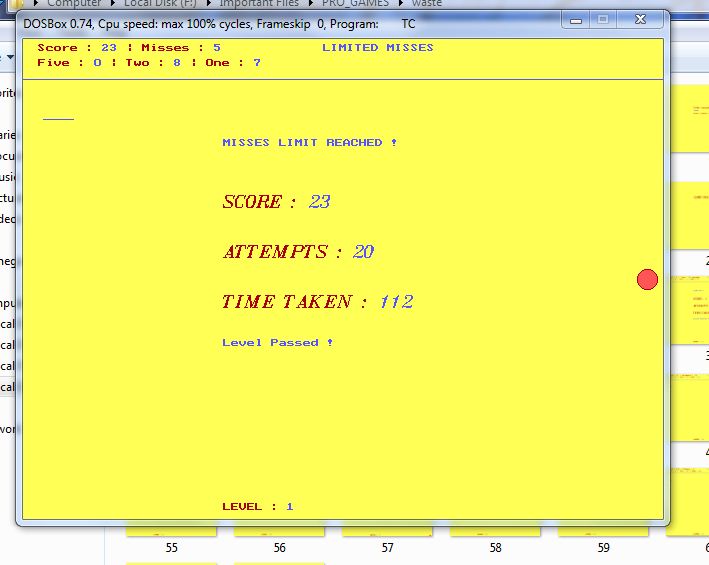 Computer Local Disk (F:) Important Files PRO_GAMES waste
DOSBox 0.74, Cpu speed: max 100% cycles, Frameskip 0, Program: TC
Score : 23 | Misses : 5 LIMITED MISSES
Five : 0 | Two : 8 | One : 7
MISSES LIMIT REACHED !
SCORE : 23
ATTEMPTS : 20
TIME TAKEN : 112
Level Passed !
LEVEL : 1
55 56 57 58 59